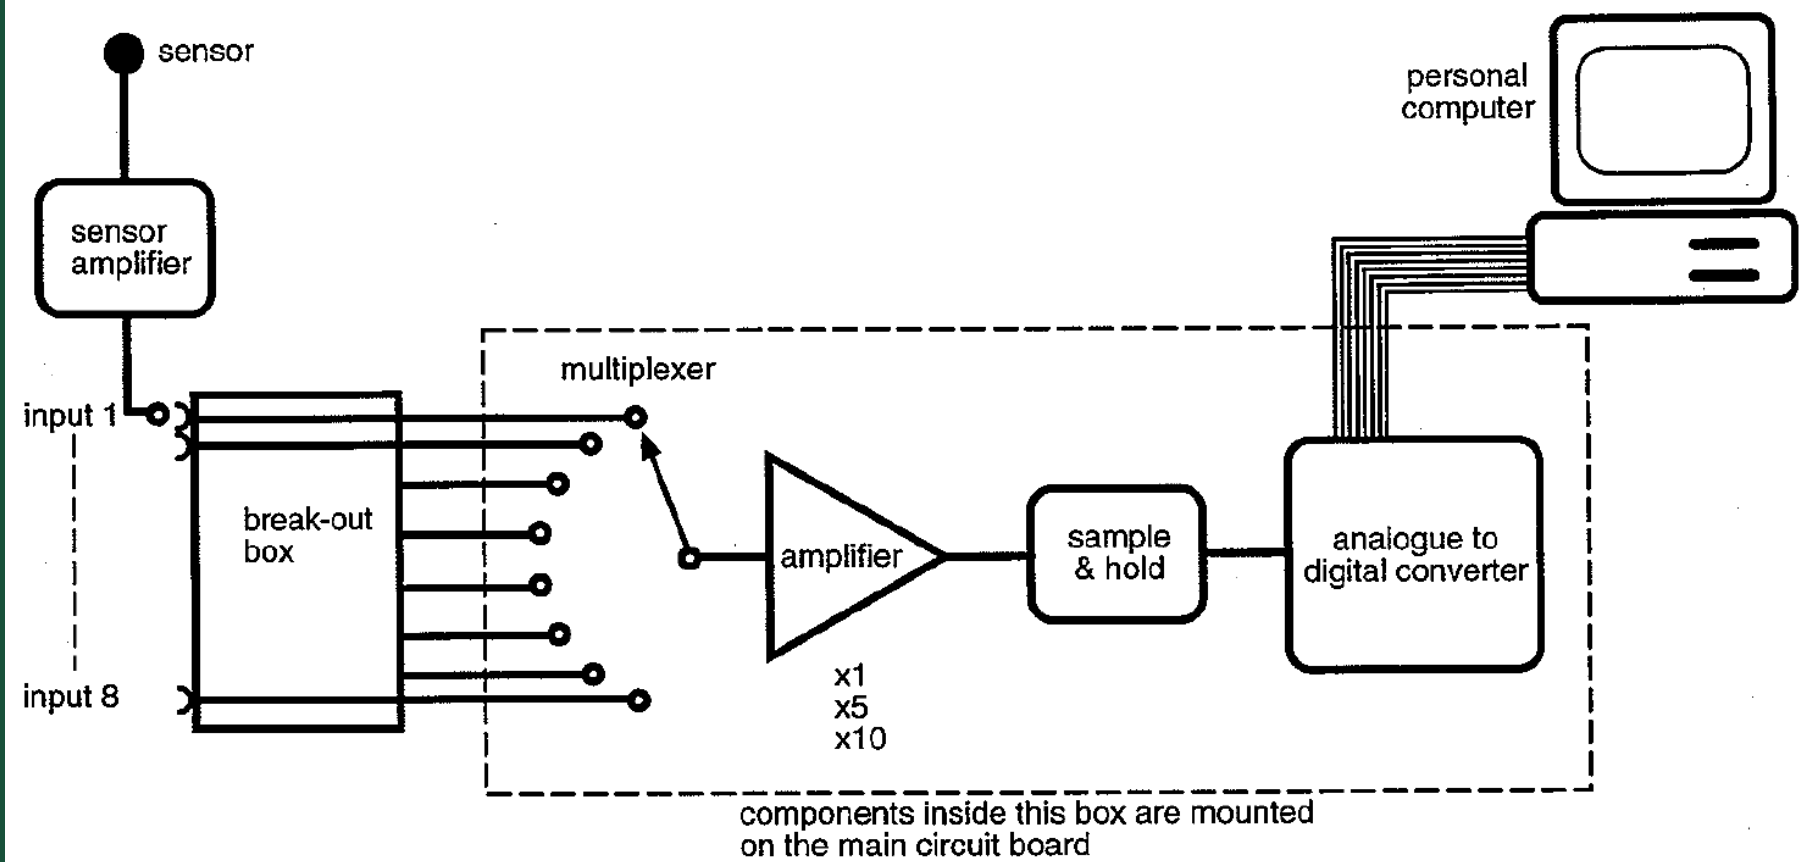 sensor
personal
computer
sensor
amplifier
multiplexer
input 1
break-out
box
amplifier
sample
& hold
analogue to
digital converter
input 8
x1
x5
x10
components inside this box are mounted
on the main circuit board